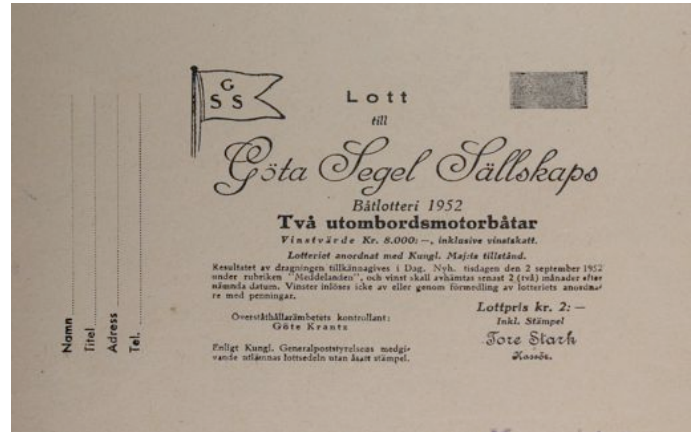 G
S S
Lott
till
Göta Segel Sällskaps
Båtlotteri 1952
Två utombordsmotorbåtar
Vinstvärde Kr. 8.000:—, inklusive vinstskatt.
Lotteriet anordnat med Kungl. Maj:ts tillstånd.
Resultatet av dragningen tillkännagives i Dag. Nyh. tisdagen den 2 september 1952
under rubriken "Meddelanden", och vinst skall avhämtas senast 2 (två) månader efter
nämnda datum. Vinster inlöses icke av eller genom förmedling av lotteriets anordna-
re med penningar.
Överståthållarämbetets kontrollant:
Göte Krantz
Enligt Kungl. Generalpoststyrelsens medgi-
vande utlämnas lottsedeln utan åsatt stämpel.
Lottpris kr. 2:—
Inkl. Stämpel
Tore Stark
Kassör.
Namn
Titel
Adress
Tel.